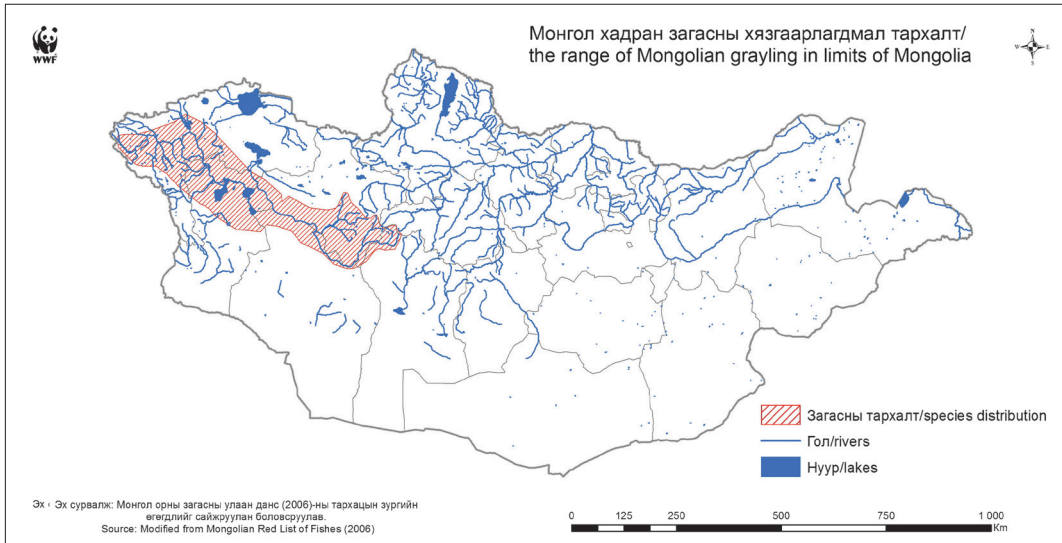 WWF
Монгол хадран загасны хязгаарлагдмал тархалт/
the range of Mongolian grayling in limits of Mongolia
N
W E
S
Загасны тархалт/species distribution
Гол/rivers
Нуур/lakes
Эх Эх сурвалж: Монгол орны загасны улаан данс (2006)-ны тархацын зургийн
өгөгдлийг сайжруулан боловсруулав.
Source: Modified from Mongolian Red List of Fishes (2006)
0 125 250 500 750 1 000
Km